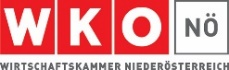 WKO NÖ
WIRTSCHAFTSKAMMER NIEDERÖSTERREICH